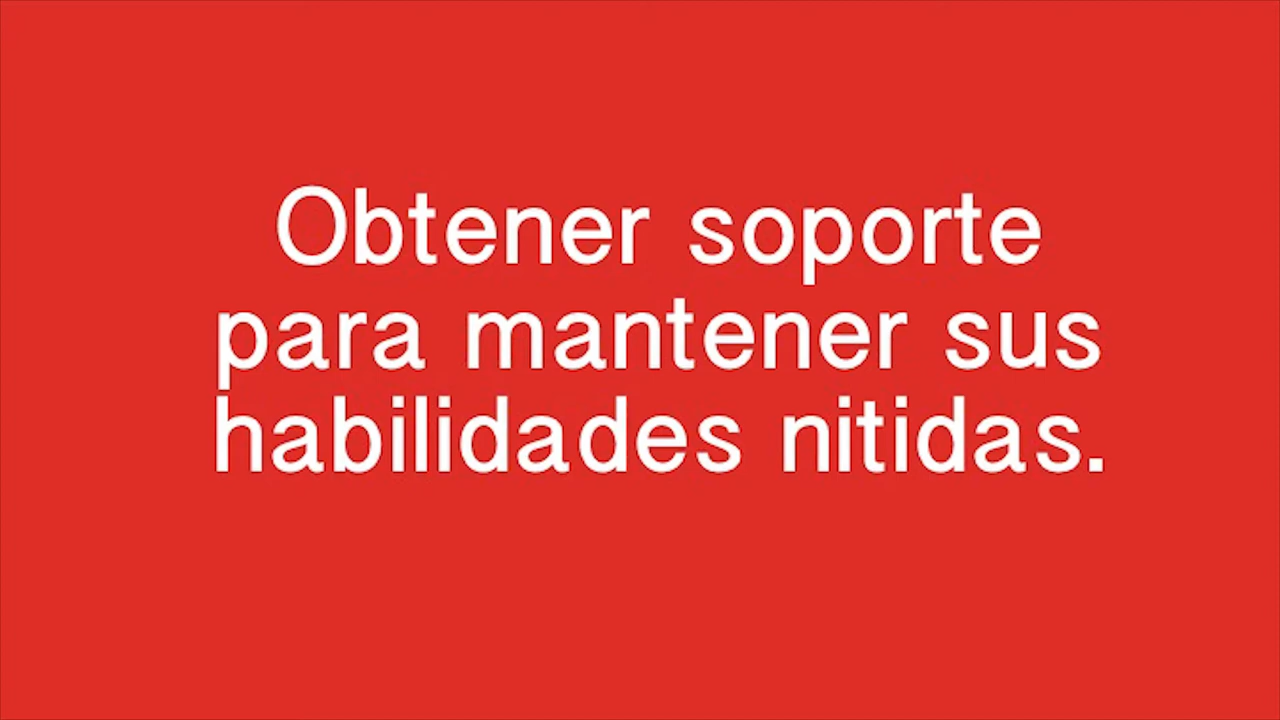 Obtener soporte
para mantener sus
habilidades nitidas.